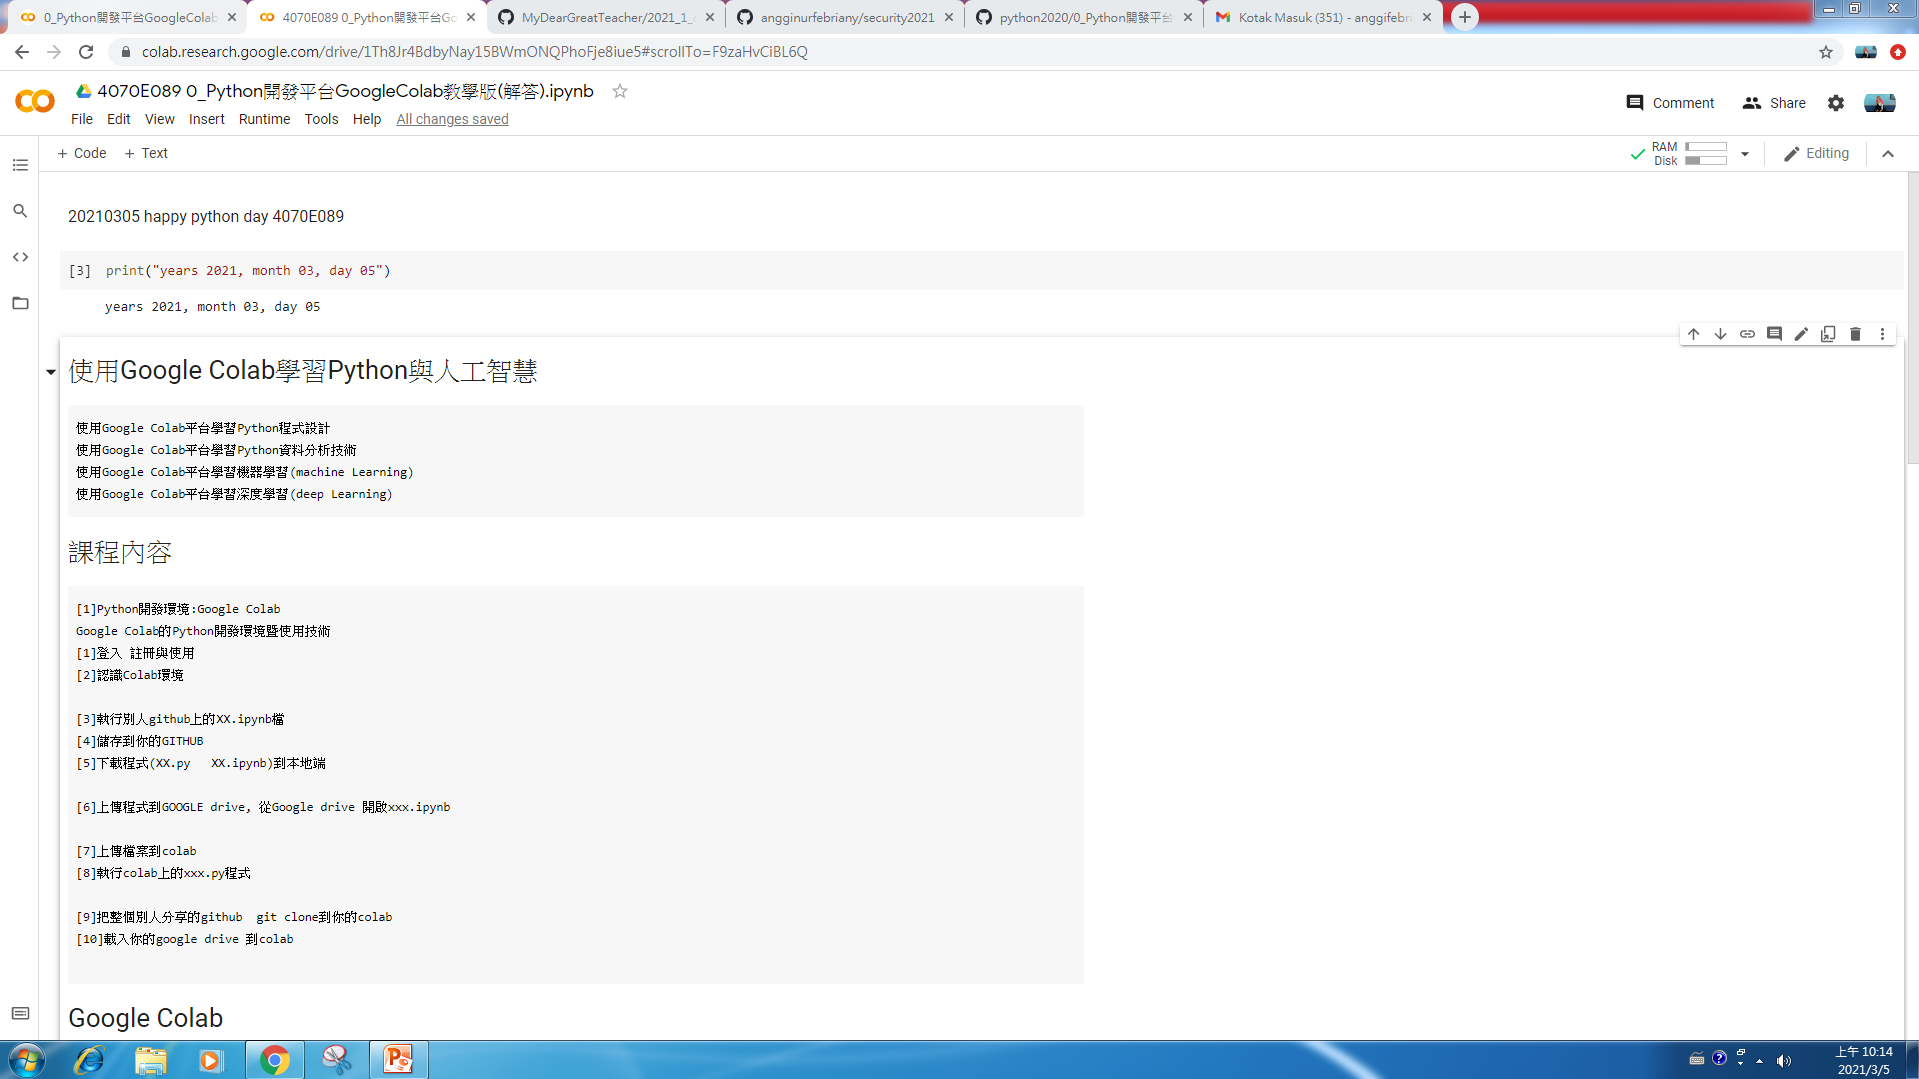 0_Python開發平台GoogleColab
4070E089 0_Python開發平台Go
MyDearGreatTeacher/2021_1_
angginurfebriany/security2021
python2020/0_Python開發平台
Kotak Masuk (351) - anggifebri
colab.research.google.com/drive/1Th8Jr4BdbyNay15BWmONQPhoFje8iue5#scrollTo=F9zaHvCiBL6Q
4070E089 0_Python開發平台GoogleColab教學版(解答).ipynb
Comment
Share
File Edit View Insert Runtime Tools Help All changes saved
+ Code + Text
RAM
Disk
Editing
20210305 happy python day 4070E089
[3] print("years 2021, month 03, day 05")
years 2021, month 03, day 05
使用Google Colab學習Python與人工智慧
使用Google Colab平台學習Python程式設計
使用Google Colab平台學習Python資料分析技術
使用Google Colab平台學習機器學習(machine Learning)
使用Google Colab平台學習深度學習(deep Learning)
課程內容
[1]Python開發環境:Google Colab
Google Colab的Python開發環境暨使用技術
[1]登入 註冊與使用
[2]認識Colab環境
[3]執行別人github上的XX.ipynb檔
[4]儲存到你的GITHUB
[5]下載程式(XX.py   XX.ipynb)到本地端
[6]上傳程式到GOOGLE drive, 從Google drive 開啟xxx.ipynb
[7]上傳檔案到colab
[8]執行colab上的xxx.py程式
[9]把整個別人分享的github  git clone到你的colab
[10]載入你的google drive 到colab
Google Colab
上午 10:14
2021/3/5